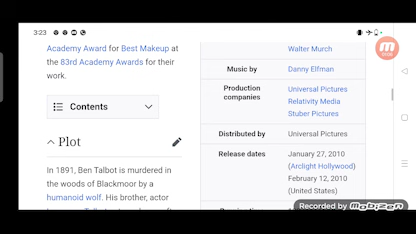 3:23
Academy Award for Best Makeup at
the 83rd Academy Awards for their
work.
Contents
Plot
In 1891, Ben Talbot is murdered in
the woods of Blackmoor by a
humanoid wolf. His brother, actor
Walter Murch
Music by Danny Elfman
Production companies Universal Pictures
Relativity Media
Stuber Pictures
Distributed by Universal Pictures
Release dates January 27, 2010
(Arclight Hollywood)
February 12, 2010
(United States)
Recorded by Mobizen